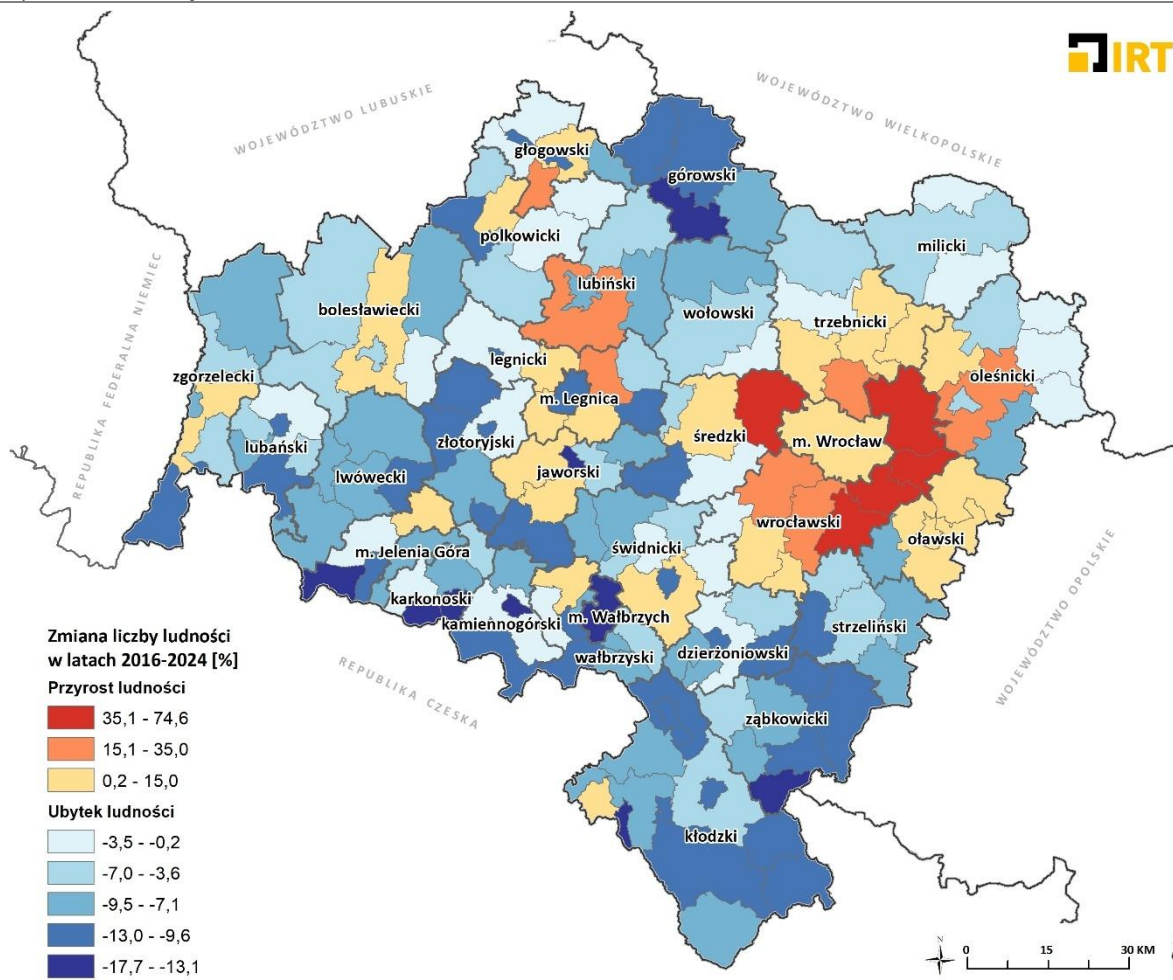 IRT
WOJEWÓDZTWO LUBUSKIE
WOJEWÓDZTWO WIELKOPOLSKIE
głogowski
górowski
polkowicki
milicki
REPUBLIKA FEDERALNA NIEMIEC
bolesławiecki
lubiński
wołowski
trzebnicki
legnicki
zgorzelecki
oleśnicki
m. Legnica
lubański
złotoryjski
średzki
m. Wrocław
lwówecki
jaworski
wrocławski
oławski
m. Jelenia Góra
świdnicki
karkonoski
kamiennogórski
m. Wałbrych
strzeliński
wałbrzyski
dzierżoniowski
WOJEWÓDZTWO OPOLSKIE
REPUBLIKA CZESKA
ząbkowicki
kłodzki
Zmiana liczby ludności
w latach 2016-2024 [%]
Przyrost ludności
35,1 - 74,6
15,1 - 35,0
0,2 - 15,0
Ubytek ludności
-3,5 - -0,2
-7,0 - -3,6
-9,5 - -7,1
-13,0 - -9,6
-17,7 - -13,1
0 15 30 KM